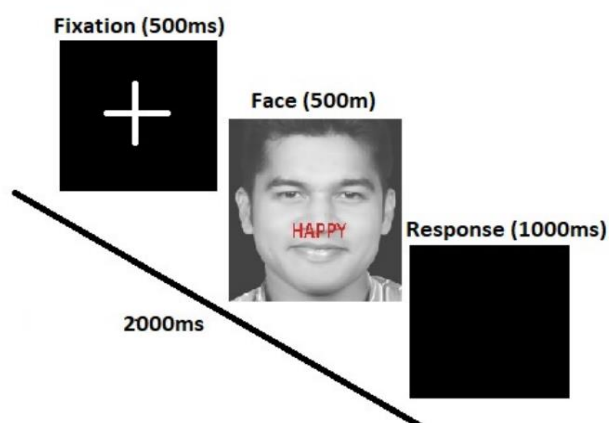 Fixation (500ms)
Face (500m)
HAPPY
Response (1000ms)
2000ms